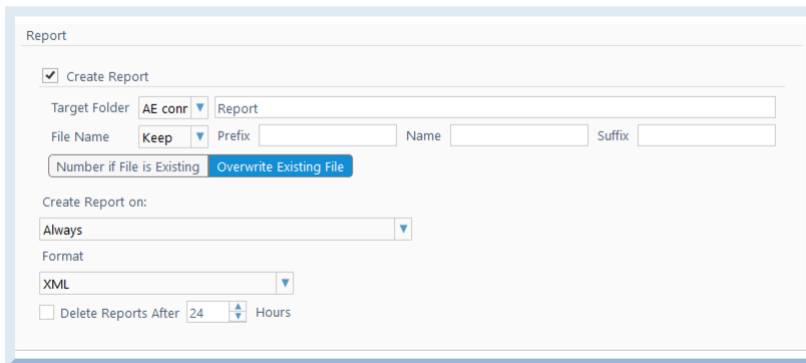 Report
Create Report
Target Folder AE conr Report
File Name Keep Prefix Name Suffix
Number if File is Existing Overwrite Existing File
Create Report on:
Always
Format
XML
Delete Reports After 24 Hours